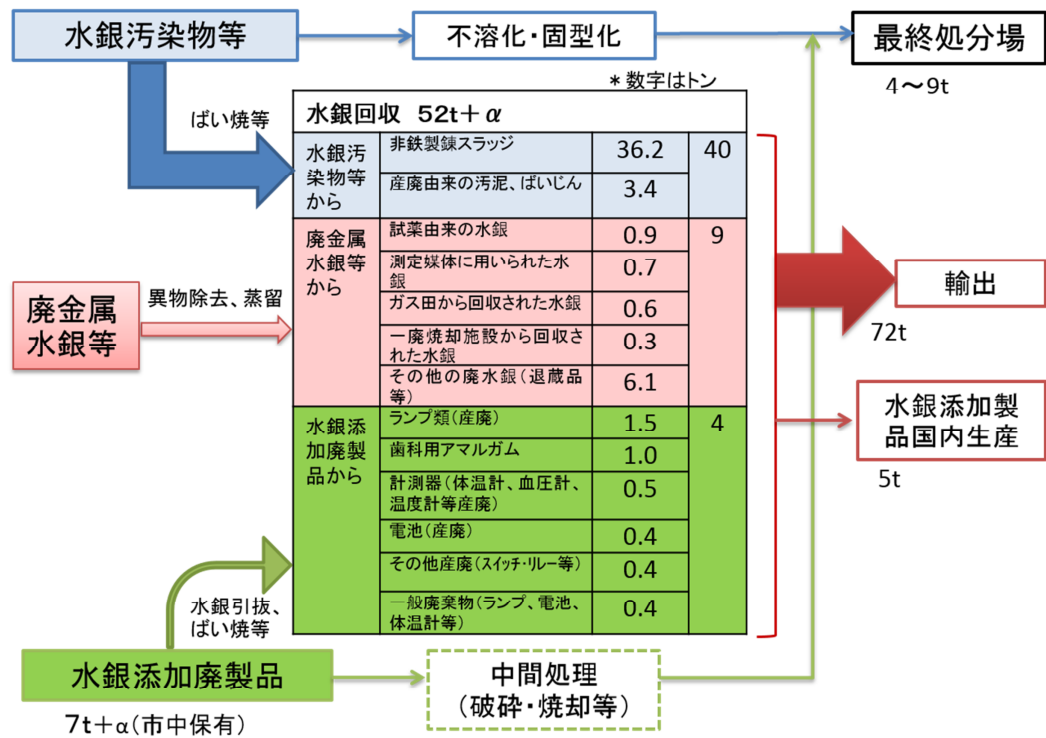 水銀汚染物等
不溶化・固型化
最終処分場
4～9t
＊数字はトン
ばい焼等
水銀回収 52t＋α
水銀汚
染物等
から
非鉄製錬スラッジ
36.2
40
産廃由来の汚泥、ばいじん
3.4
廃金属
水銀等
から
試薬由来の水銀
0.9
9
測定媒体に用いられた水
銀
0.7
ガス田から回収された水銀
0.6
一廃焼却施設から回収さ
れた水銀
0.3
その他の廃水銀（退蔵品
等）
6.1
廃金属
水銀等
異物除去、蒸留
輸出
72t
水銀添
加廃製
品から
ランプ類（産廃）
1.5
4
歯科用アマルガム
1.0
計測器（体温計、血圧計、
温度計等産廃）
0.5
電池（産廃）
0.4
その他産廃（スイッチ・リレー等）
0.4
一般廃棄物（ランプ、電池、
体温計等）
0.4
水銀添加製
品国内生産
5t
水銀引抜、
ばい焼等
水銀添加廃製品
7t＋α（市中保有）
中間処理
（破砕・焼却等）